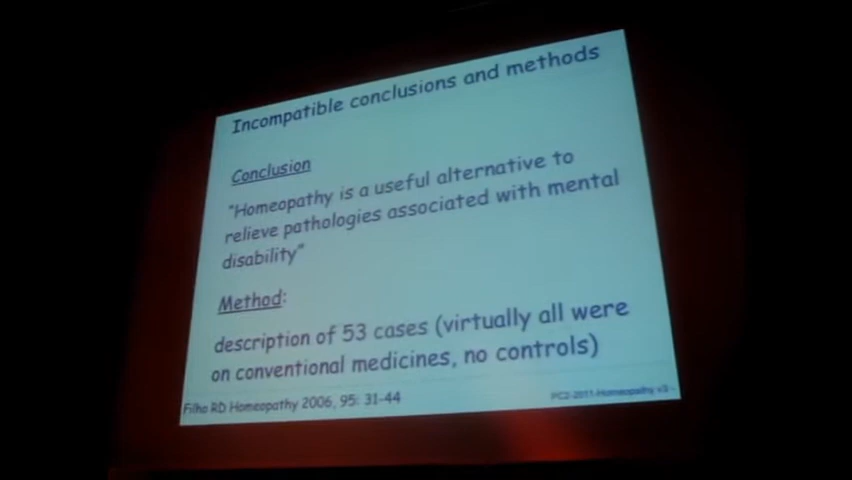 Incompatible conclusions and methods
Conclusion
"Homeopathy is a useful alternative to
relieve pathologies associated with mental
disability"
Method:
description of 53 cases (virtually all were
on conventional medicines, no controls)
Filho RD Homeopathy 2006, 95: 31-44
PC2-2011-Homeopathy v3 -